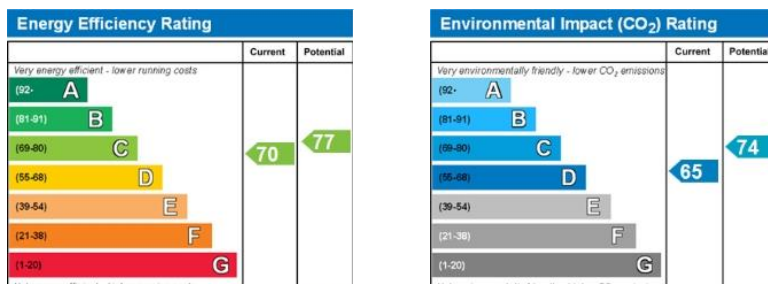 Energy Efficiency Rating
Current Potential
Very energy efficient - lower running costs
(92- A
(81-91) B
(69-80) C
70
77
(55-68) D
(39-54) E
(21-38) F
(1-20) G
Environmental Impact (CO₂) Rating
Current Potential
Very environmentally friendly - lower CO₂ emissions
(92- A
(81-91) B
(69-80) C
74
(55-68) D
65
(39-54) E
(21-38) F
(1-20) G